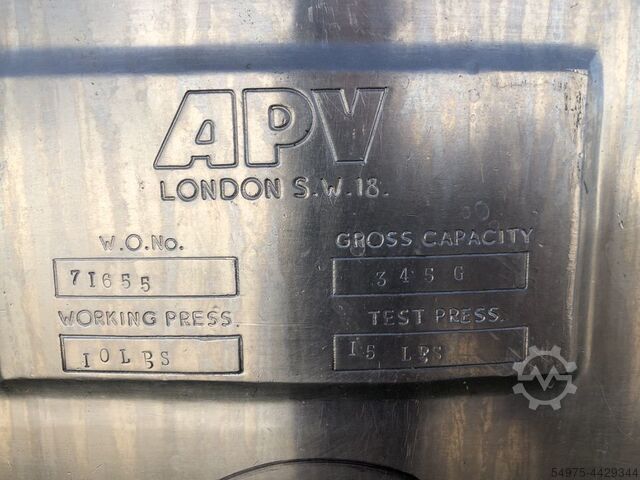 APV
LONDON S.W.18.
W.O.No. GROSS CAPACITY
71655 345 G
WORKING PRESS. TEST PRESS.
10LBS 15 LBS
54975-4429344